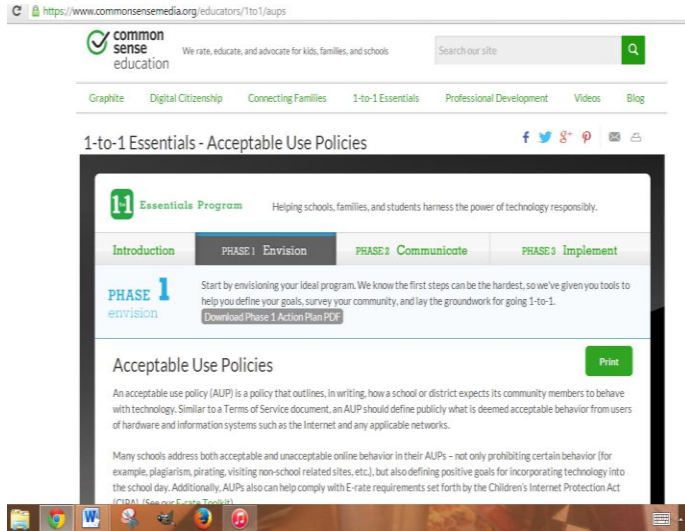 https://www.commonsensemedia.org/educators/1to1/aups
common
sense
education
We rate, educate, and advocate for kids, families, and schools
Search our site
Graphite Digital Citizenship Connecting Families 1-to-1 Essentials Professional Development Videos Blog
1-to-1 Essentials - Acceptable Use Policies
1to1 Essentials Program
Helping schools, families, and students harness the power of technology responsibly.
Introduction PHASE 1 Envision PHASE 2 Communicate PHASE 3 Implement
PHASE 1
envision
Start by envisioning your ideal program. We know the first steps can be the hardest, so we've given you tools to
help you define your goals, survey your community, and lay the groundwork for going 1-to-1.
Download Phase 1 Action Plan PDF
Acceptable Use Policies
Print
An acceptable use policy (AUP) is a policy that outlines, in writing, how a school or district expects its community members to behave
with technology. Similar to a Terms of Service document, an AUP should define publicly what is deemed acceptable behavior from users
of hardware and information systems such as the Internet and any applicable networks.
Many schools address both acceptable and unacceptable online behavior in their AUPs – not only prohibiting certain behavior (for
example, plagiarism, pirating, visiting non-school related sites, etc.), but also defining positive goals for incorporating technology into
the school day. Additionally, AUPs also can help comply with E-rate requirements set forth by the Children's Internet Protection Act
(CIPA). (See our E-rate Toolkit)